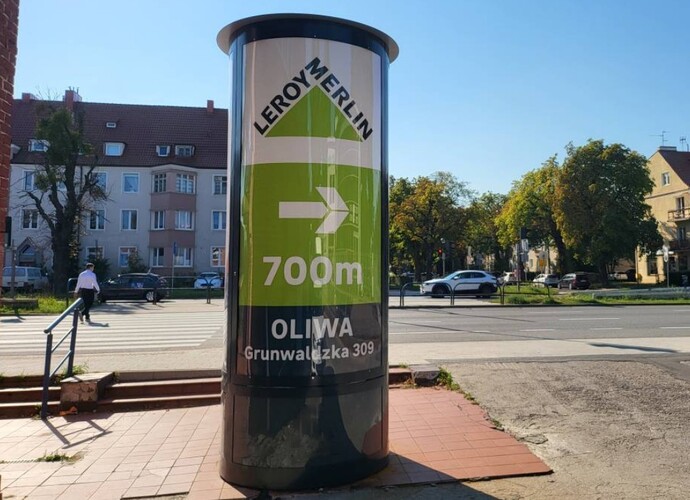 LEROY MERLIN
700m
OLIWA
Grunwaldzka 309